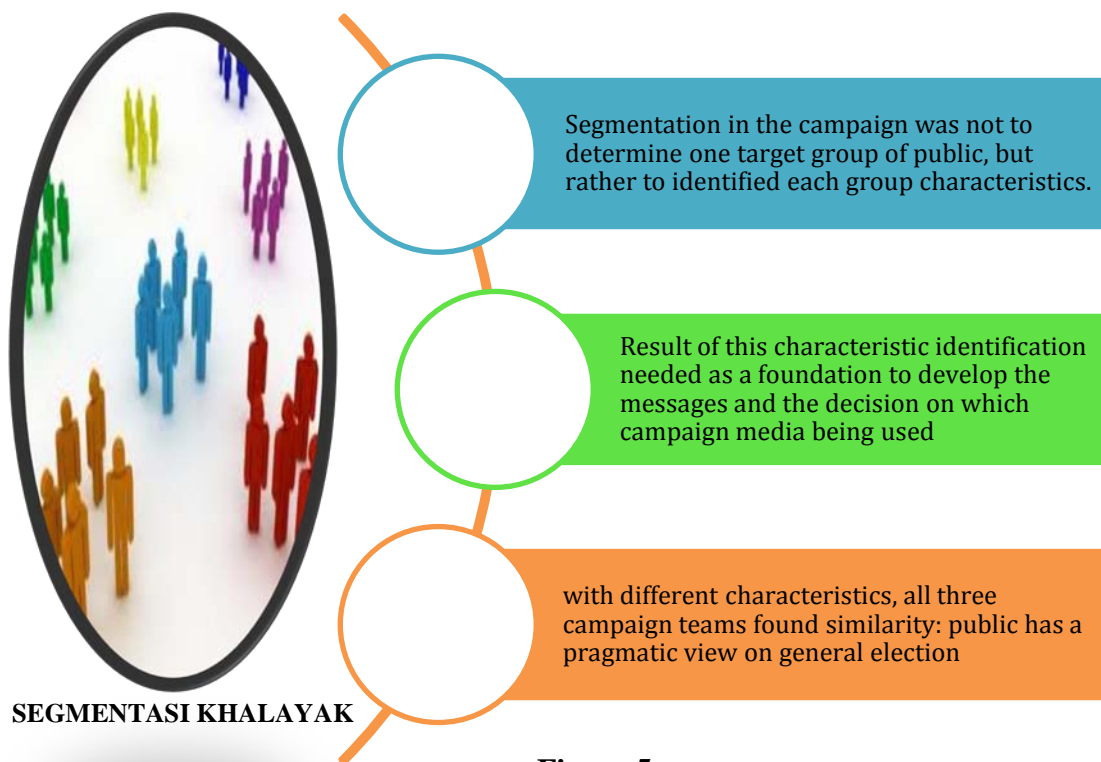 Segmentation in the campaign was not to
determine one target group of public, but
rather to identified each group characteristics.
Result of this characteristic identification
needed as a foundation to develop the
messages and the decision on which
campaign media being used
with different characteristics, all three
campaign teams found similarity: public has a
pragmatic view on general election
SEGMENTASI KHALAYAK